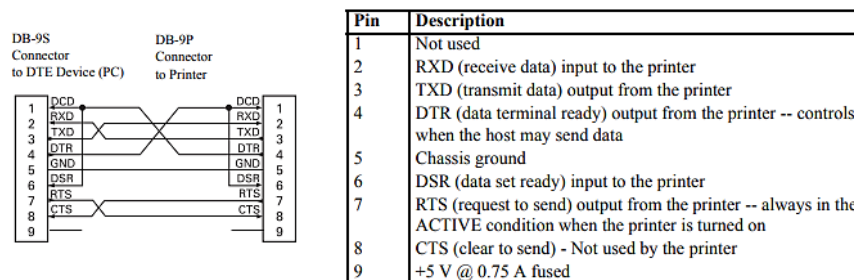 DB-9S
Connector
to DTE Device (PC)
DB-9P
Connector
to Printer
1 DCD DCD 1
2 RXD RXD 2
3 TXD TXD 3
4 DTR DTR 4
5 GND GND 5
6 DSR DSR 6
7 RTS RTS 7
8 CTS CTS 8
9 9
Pin Description
1 Not used
2 RXD (receive data) input to the printer
3 TXD (transmit data) output from the printer
4 DTR (data terminal ready) output from the printer -- controls
when the host may send data
5 Chassis ground
6 DSR (data set ready) input to the printer
7 RTS (request to send) output from the printer -- always in the
ACTIVE condition when the printer is turned on
8 CTS (clear to send) - Not used by the printer
9 +5 V @ 0.75 A fused